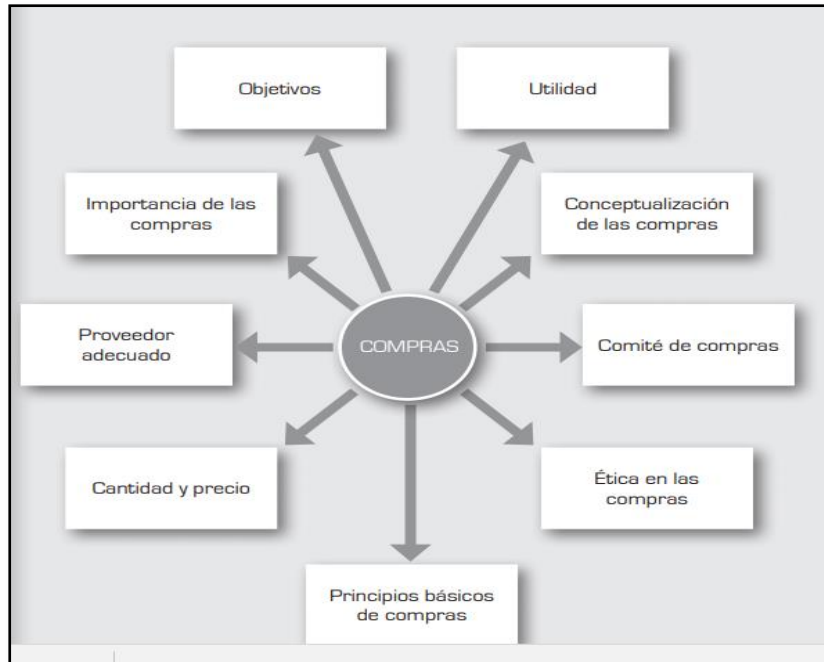 Objetivos
Utilidad
Importancia de las
compras
Conceptualización
de las compras
Proveedor
adecuado
COMPRAS
Comité de compras
Cantidad y precio
Ética en las
compras
Principios básicos
de compras